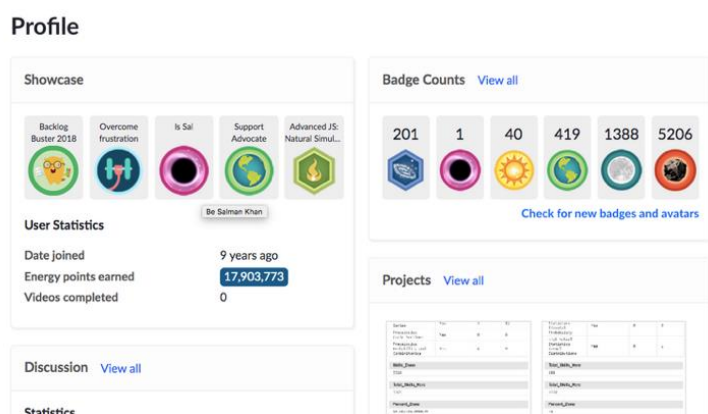 Profile
Showcase
Backlog
Buster 2018
Overcome
frustration
Is Sal
Support
Advocate
Advanced JS:
Natural Simul...
Be Salman Khan
User Statistics
Date joined 9 years ago
Energy points earned 17,903,773
Videos completed 0
Discussion View all
Statistics
Badge Counts View all
201 1 40 419 1388 5206
Check for new badges and avatars
Projects View all